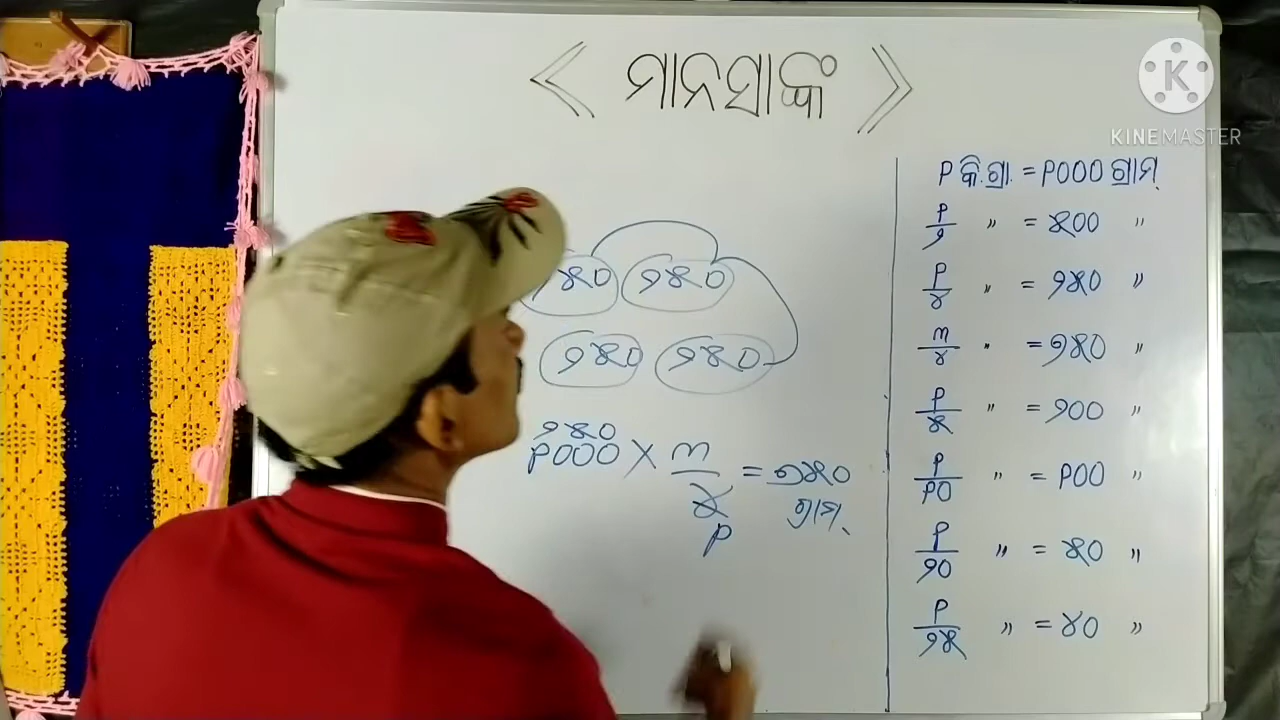 《 ମାନସାଙ୍କ 》
୨୫୦ ୨୫୦
୨୫୦ ୨୫୦
୨୫୦
୧୦୦୦ × ୩/୪ = ୭୫୦
ଗ୍ରାମ୍
୧
୧ କି.ଗ୍ରା. = ୧୦୦୦ ଗ୍ରାମ୍
୧/୨ " = ୫୦୦ "
୧/୪ " = ୨୫୦ "
୩/୪ " = ୭୫୦ "
୧/୫ " = ୨୦୦ "
୧/୧୦ " = ୧୦୦ "
୧/୨୦ " = ୫୦ "
୧/୨୫ " = ୪୦ "
K
KINEMASTER